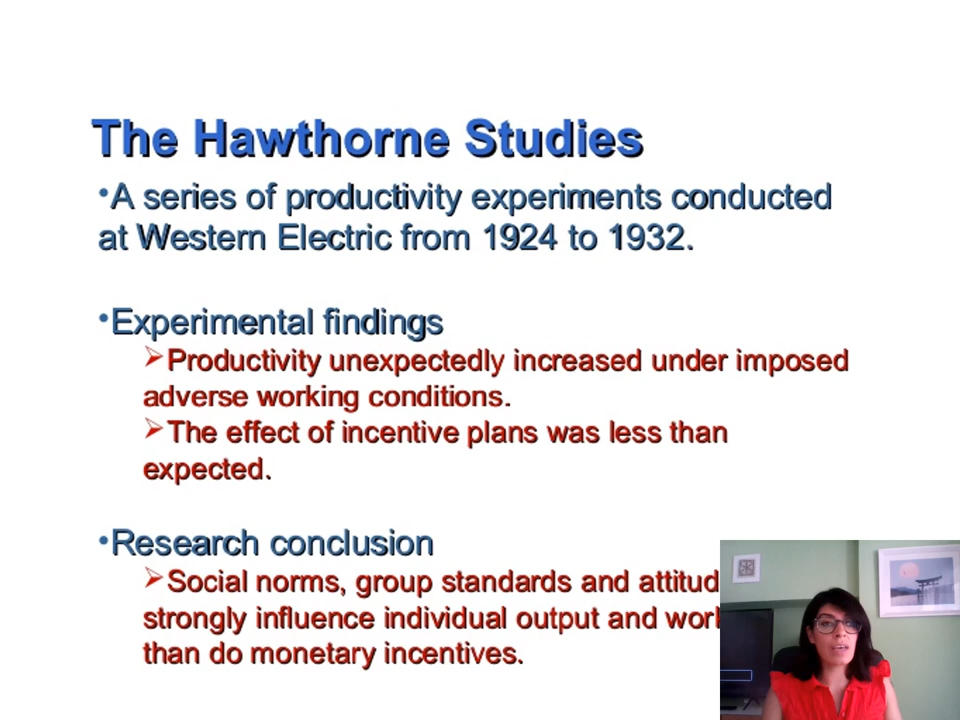 The Hawthorne Studies
•A series of productivity experiments conducted
at Western Electric from 1924 to 1932.
•Experimental findings
➢Productivity unexpectedly increased under imposed
adverse working conditions.
➢The effect of incentive plans was less than
expected.
•Research conclusion
➢Social norms, group standards and
strongly influence individual output and
than do monetary incentives.